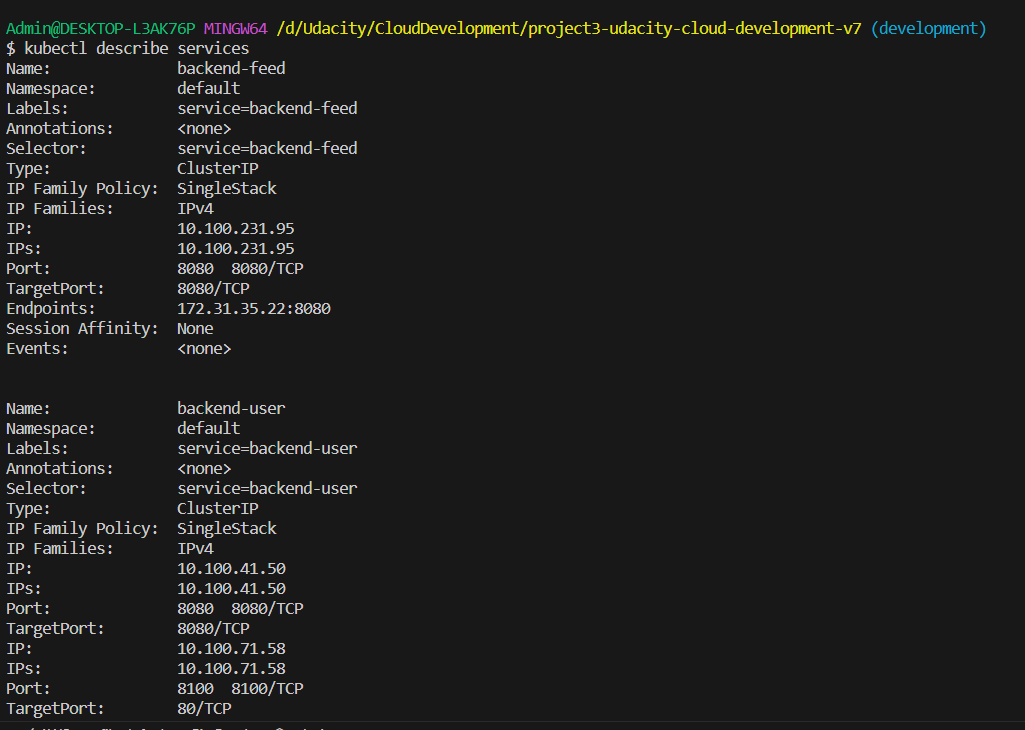 Admin@DESKTOP-L3AK76P MINGW64 /d/Udacity/CloudDevelopment/project3-udacity-cloud-development-v7 (development)
$ kubectl describe services
Name:              backend-feed
Namespace:         default
Labels:            service=backend-feed
Annotations:       <none>
Selector:          service=backend-feed
Type:              ClusterIP
IP Family Policy:  SingleStack
IP Families:       IPv4
IP:                10.100.231.95
IPs:               10.100.231.95
Port:              8080  8080/TCP
TargetPort:        8080/TCP
Endpoints:         172.31.35.22:8080
Session Affinity:  None
Events:            <none>
Name:              backend-user
Namespace:         default
Labels:            service=backend-user
Annotations:       <none>
Selector:          service=backend-user
Type:              ClusterIP
IP Family Policy:  SingleStack
IP Families:       IPv4
IP:                10.100.41.50
IPs:               10.100.41.50
Port:              8080  8080/TCP
TargetPort:        8080/TCP
IP:                10.100.71.58
IPs:               10.100.71.58
Port:              8100  8100/TCP
TargetPort:        80/TCP